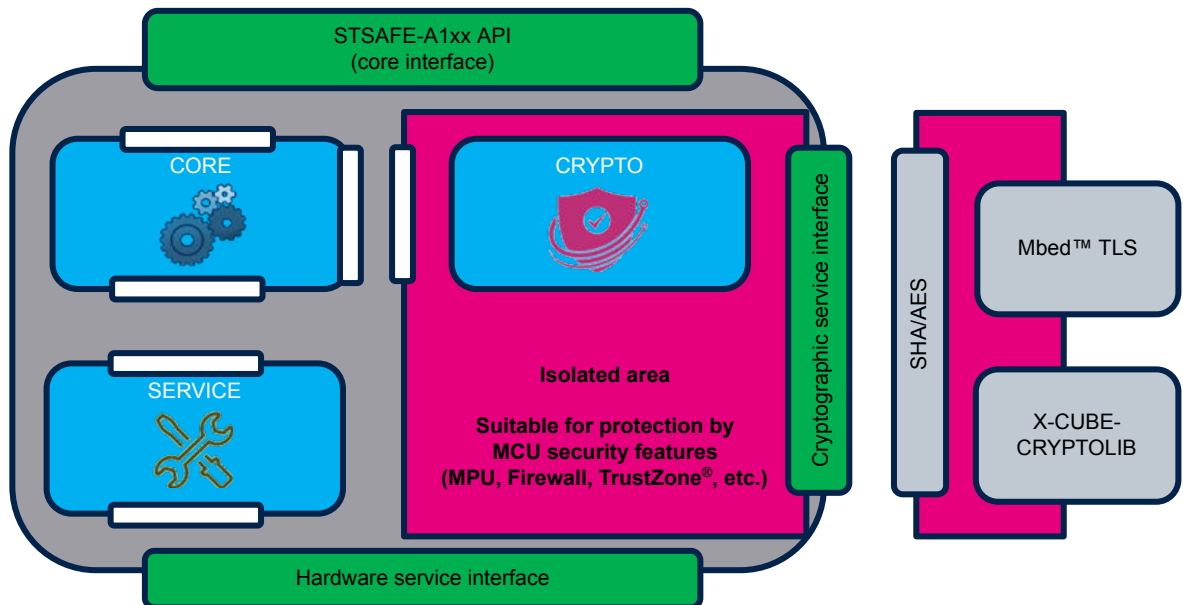 STSAFE-A1xx API
(core interface)
CORE
CRYPTO
SERVICE
Isolated area
Suitable for protection by
MCU security features
(MPU, Firewall, TrustZone®, etc.)
Cryptographic service interface
Hardware service interface
SHA/AES
Mbed™ TLS
X-CUBE-
CRYPTOLIB